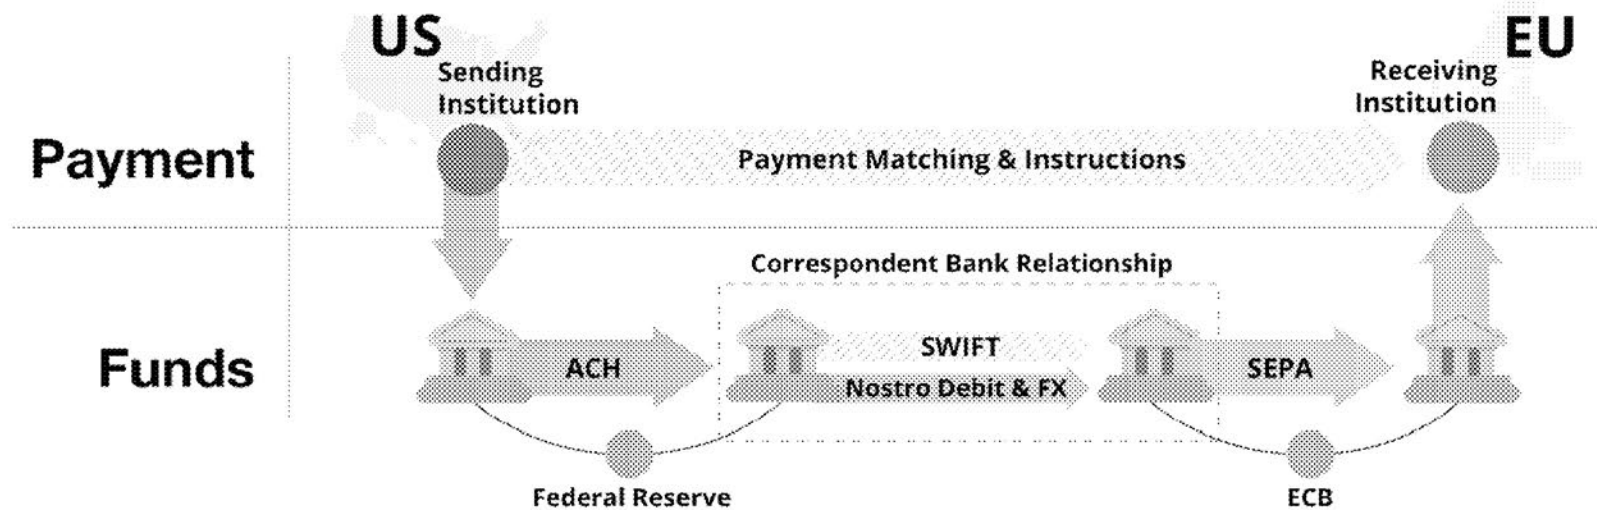 US
EU
Sending
Institution
Receiving
Institution
Payment
Payment Matching & Instructions
Correspondent Bank Relationship
Funds
ACH
SWIFT
Nostro Debit & FX
SEPA
Federal Reserve
ECB